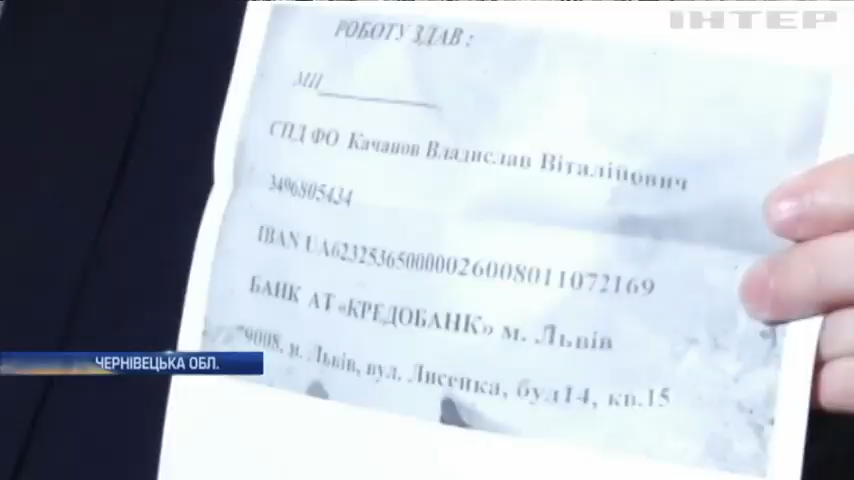 ІНТЕР
РОБОТУ ЗДАВ :
МП
СПД ФО Качанов Владислав Віталійович
3496805434
IBAN UA623253650000026008011072169
БАНК АТ «КРЕДОБАНК» м. Львів
79008, м. Львів, вул. Лисенка, буд14, кв.15
ЧЕРНІВЕЦЬКА ОБЛ.